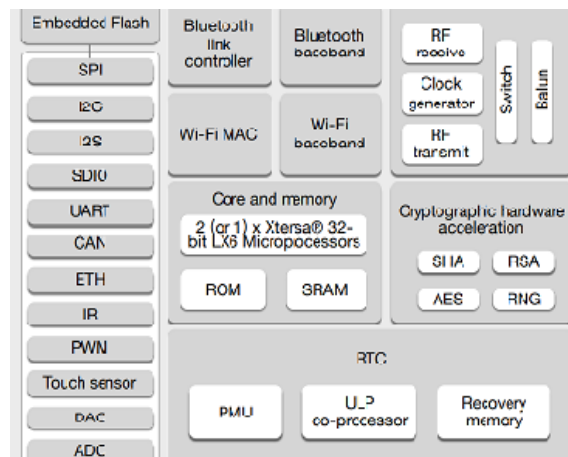 Embedded Flash
SPI
I2C
I2S
SDIO
UART
CAN
ETH
IR
PWN
Touch sensor
DAC
ADC
Bluetooth
link
controller
Bluetooth
baseband
Wi-Fi MAC
Wi-Fi
baseband
RF
receive
Clock
generator
RF
transmit
Switch
Balun
Core and memory
2 (or 1) x Xtersa® 32-
bit LX6 Micropocessors
ROM
SRAM
Cryptographic hardware
acceleration
SHA
RSA
AES
RNG
RTC
PMU
ULP
co-processor
Recovery
memory